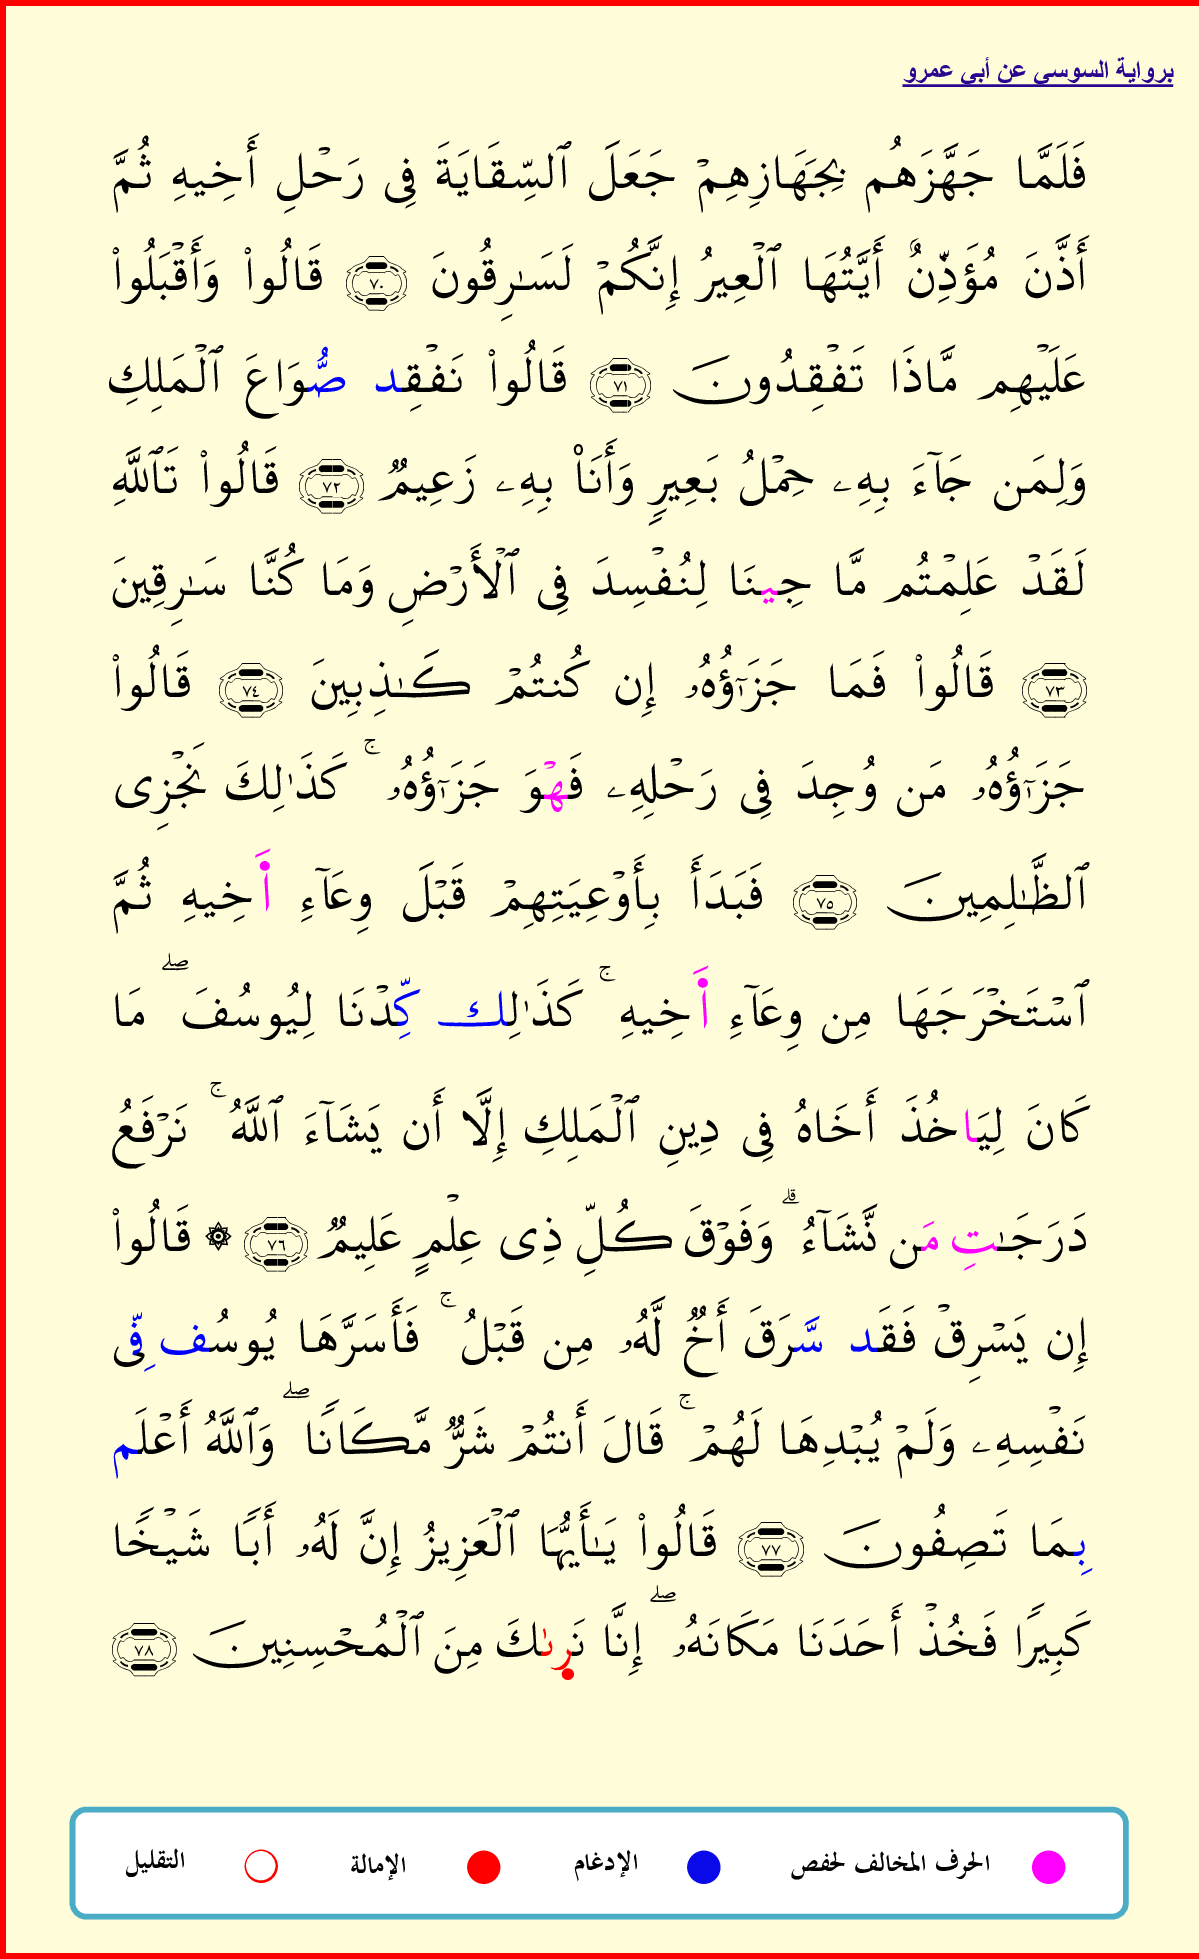 برواية السوسي عن أبي عمرو
فَلَمَّا جَهَّزَهُم بِجَهَازِهِمۡ جَعَلَ ٱلسِّقَايَةَ فِى رَحۡلِ أَخِيهِ ثُمَّ
أَذَّنَ مُؤَذِّنٌ أَيَّتُهَا ٱلۡعِيرُ إِنَّكُمۡ لَسَـٰرِقُونَ ٧٠ قَالُوا۟ وَأَقۡبَلُوا۟
عَلَيۡهِم مَّاذَا تَفۡقِدُونَ ٧١ قَالُوا۟ نَفۡقِد صُّوَاعَ ٱلۡمَلِكِ
وَلِمَن جَآءَ بِهِۦ حِمۡلُ بَعِيرٍ وَأَنَا۠ بِهِۦ زَعِيمٌ ٧٢ قَالُوا۟ تَٱللَّهِ
لَقَدۡ عَلِمۡتُم مَّا جِينَا لِنُفۡسِدَ فِى ٱلۡأَرۡضِ وَمَا كُنَّا سَـٰرِقِينَ
٧٣ قَالُوا۟ فَمَا جَزَـٰٓؤُهُۥ إِن كُنتُمۡ كَـٰذِبِينَ ٧٤ قَالُوا۟
جَزَـٰٓؤُهُۥ مَن وُجِدَ فِى رَحۡلِهِۦ فَهۡوَ جَزَـٰٓؤُهُۥ ۚ كَذَٰلِكَ نَجۡزِى
ٱلظَّـٰلِمِينَ ٧٥ فَبَدَأَ بِأَوۡعِيَتِهِمۡ قَبۡلَ وِعَآءِ أَخِيهِ ثُمَّ
ٱسۡتَخۡرَجَهَا مِن وِعَآءِ أَخِيهِ ۚ كَذَٰلِك كِّدۡنَا لِيُوسُفَ ۖ مَا
كَانَ لِيَاخُذَ أَخَاهُ فِى دِينِ ٱلۡمَلِكِ إِلَّا أَن يَشَآءَ ٱللَّهُ ۚ نَرۡفَعُ
دَرَجَـٰتِ مَن نَّشَآءُ ۗ وَفَوۡقَ كُلِّ ذِى عِلۡمٍ عَلِيمٌ ٧٦ ۞ قَالُوا۟
إِن يَسۡرِقۡ فَقَد سَّرَقَ أَخٌ لَّهُۥ مِن قَبۡلُ ۚ فَأَسَرَّهَا يُوسُف فِّى
نَفۡسِهِۦ وَلَمۡ يُبۡدِهَا لَهُمۡ ۚ قَالَ أَنتُمۡ شَرٌّ مَّكَانًا ۖ وَٱللَّهُ أَعۡلَم
بِمَا تَصِفُونَ ٧٧ قَالُوا۟ يَـٰٓأَيُّهَا ٱلۡعَزِيزُ إِنَّ لَهُۥ أَبًا شَيۡخًا
كَبِيرًا فَخُذۡ أَحَدَنَا مَكَانَهُۥ ۖ إِنَّا نَرِىٰكَ مِنَ ٱلۡمُحۡسِنِينَ ٧٨
الحرف المخالف لحفص الإدغام الإمالة التقليل